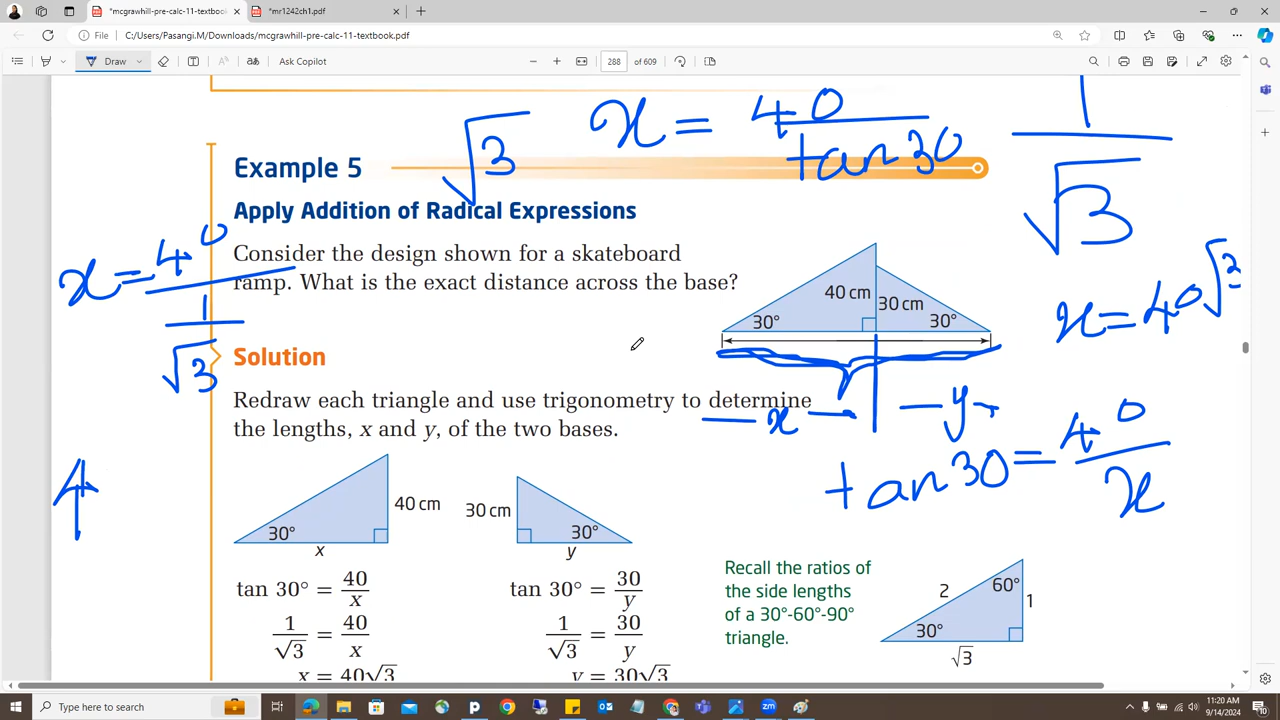 *mcgrawhill-pre-calc-11-textbook.pdf
*mr1242ch1.pdf
File
C:/Users/Pasangi.M/Downloads/mcgrawhill-pre-calc-11-textbook.pdf
Draw
Ask Copilot
288 of 609
√3
x = 40/tan30
1/√3
Example 5
Apply Addition of Radical Expressions
Consider the design shown for a skateboard
ramp. What is the exact distance across the base?
x = 40/(1/√3)
40 cm
30 cm
30°
30°
x = 40√3
Solution
Redraw each triangle and use trigonometry to determine
the lengths, x and y, of the two bases.
x
y
tan30 = 40/x
4
40 cm
30°
x
30 cm
30°
y
tan 30° = 40/x
1/√3 = 40/x
x = 40√3
tan 30° = 30/y
1/√3 = 30/y
y = 30√3
Recall the ratios of
the side lengths
of a 30°-60°-90°
triangle.
2
60°
1
30°
√3
Type here to search
11:20 AM
9/14/2024